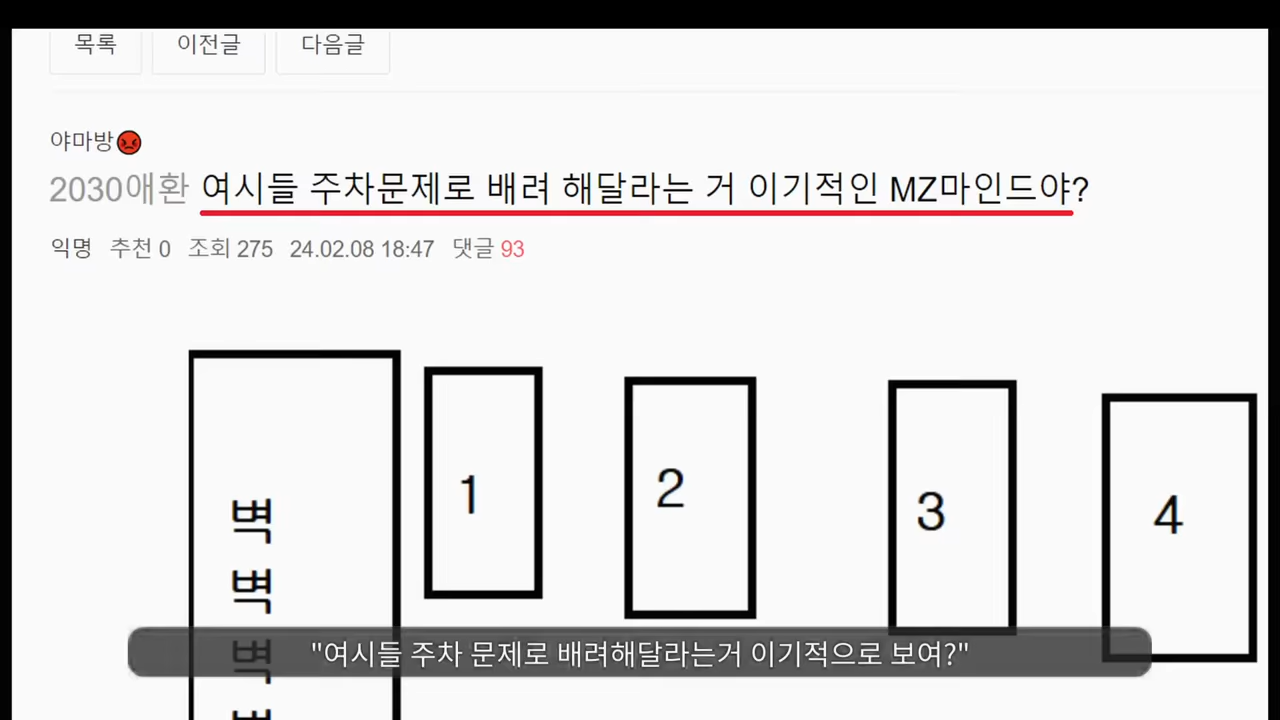 목록 이전글 다음글
야마방
2030애환 여시들 주차문제로 배려 해달라는 거 이기적인 MZ마인드야?
익명 추천 0 조회 275 24.02.08 18:47 댓글 93
1 2 3 4
벽
벽
벽
벽
"여시들 주차 문제로 배려해달라는거 이기적으로 보여?"